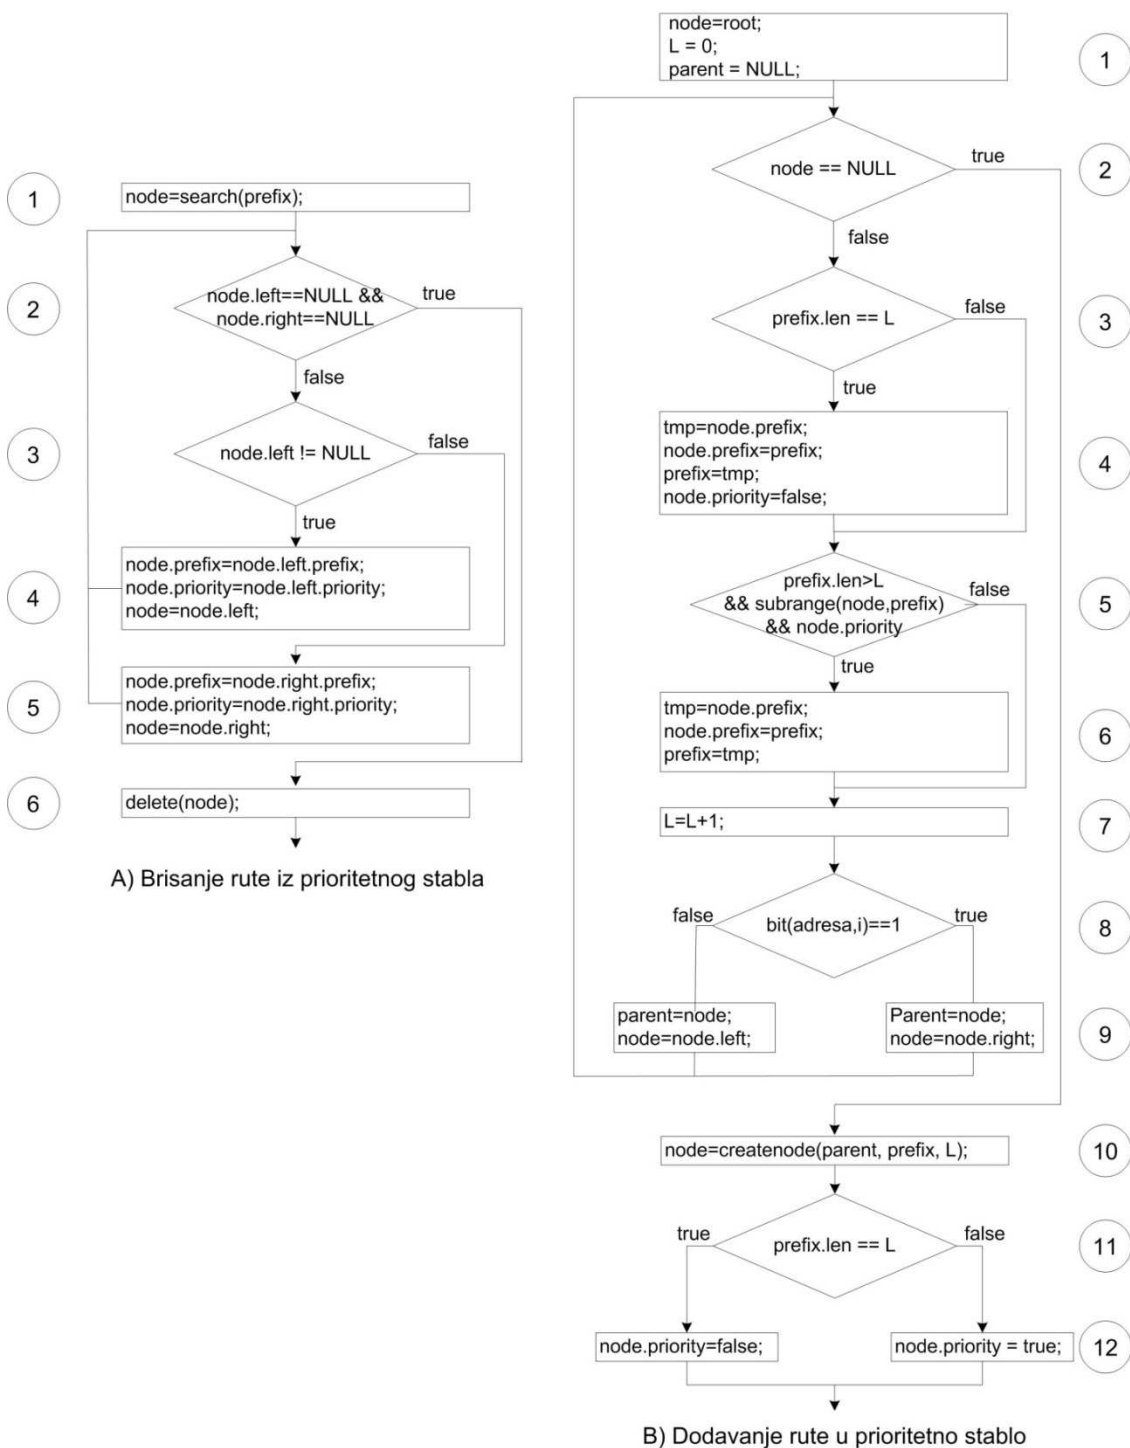 1
node=search(prefix);
2
node.left==NULL &&
node.right==NULL
true
false
3
node.left != NULL
false
true
4
node.prefix=node.left.prefix;
node.priority=node.left.priority;
node=node.left;
5
node.prefix=node.right.prefix;
node.priority=node.right.priority;
node=node.right;
6
delete(node);
A) Brisanje rute iz prioritetnog stabla
node=root;
L = 0;
parent = NULL;
1
node == NULL
true
2
false
prefix.len == L
false
3
true
tmp=node.prefix;
node.prefix=prefix;
prefix=tmp;
node.priority=false;
4
prefix.len>L
&& subrange(node,prefix)
&& node.priority
false
5
true
tmp=node.prefix;
node.prefix=prefix;
prefix=tmp;
6
L=L+1;
7
false
bit(adresa,i)==1
true
8
parent=node;
node=node.left;
Parent=node;
node=node.right;
9
node=createnode(parent, prefix, L);
10
true
prefix.len == L
false
11
node.priority=false;
node.priority = true;
12
B) Dodavanje rute u prioritetno stablo